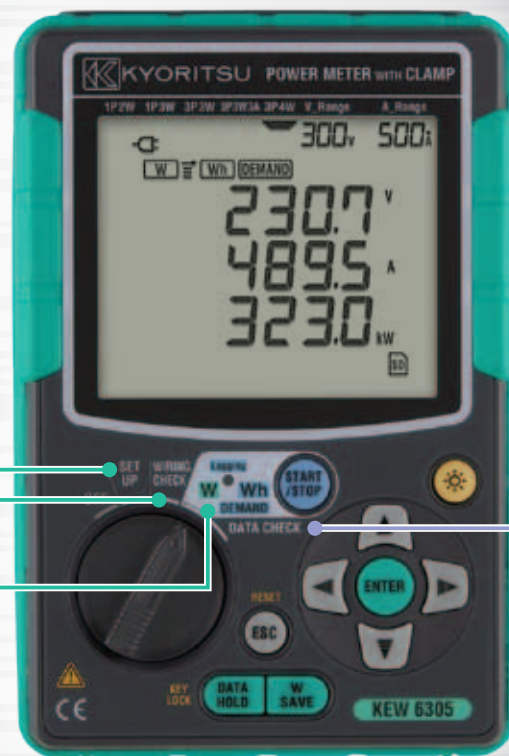 KYORITSU POWER METER WITH CLAMP
1P2W 1P3W 3P3W 3P3W3A 3P4W V_Range A_Range
300V 500A
W Wh DEMAND
230.7 V
489.5 A
323.0 kW
SD
SET UP
WIRING CHECK
Logging
W Wh
DEMAND
START /STOP
OFF
DATA CHECK
ENTER
RESET
ESC
KEY LOCK
DATA HOLD
W SAVE
CE
KEW 6305